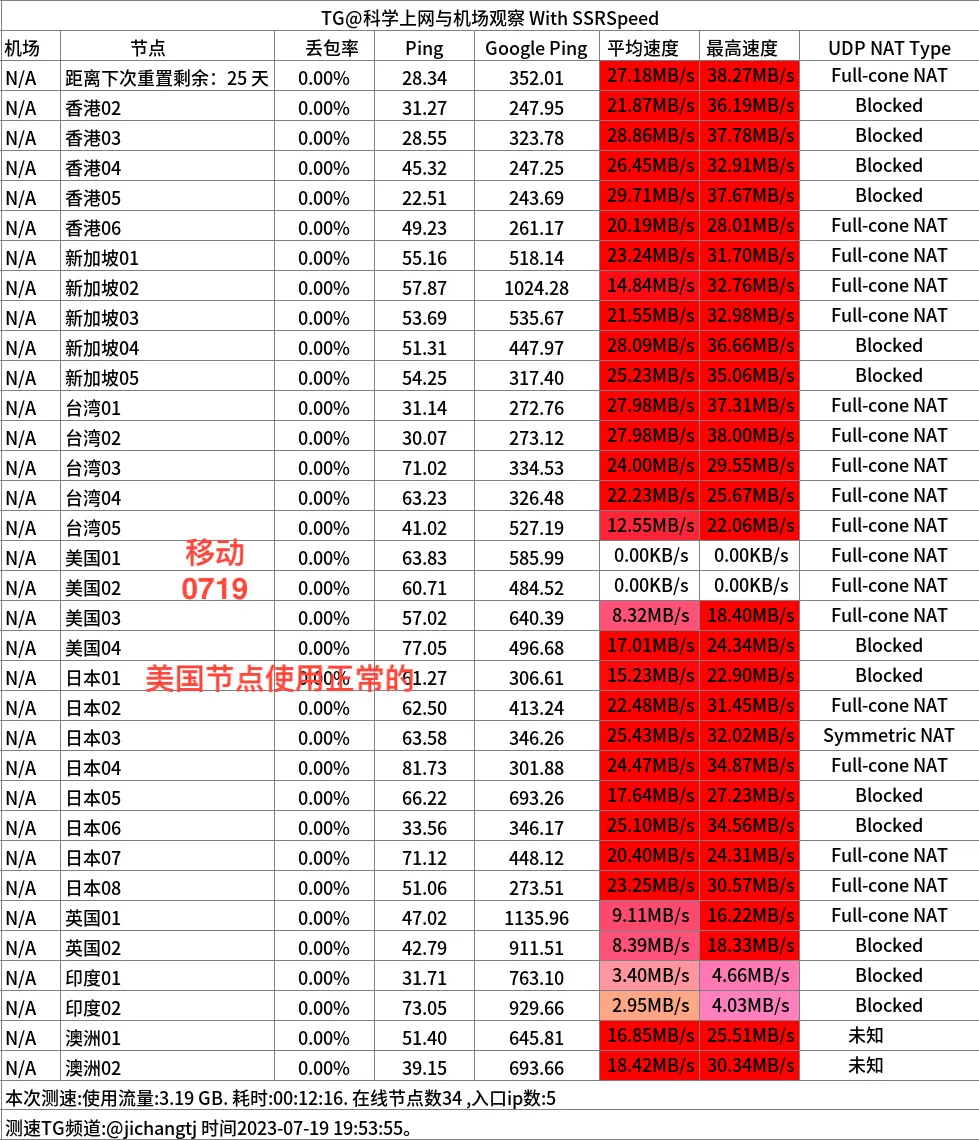 TG@科学上网与机场观察 With SSRSpeed
机场 节点 丢包率 Ping Google Ping 平均速度 最高速度 UDP NAT Type
N/A 距离下次重置剩余：25 天 0.00% 28.34 352.01 27.18MB/s 38.27MB/s Full-cone NAT
N/A 香港02 0.00% 31.27 247.95 21.87MB/s 36.19MB/s Blocked
N/A 香港03 0.00% 28.55 323.78 28.86MB/s 37.78MB/s Blocked
N/A 香港04 0.00% 45.32 247.25 26.45MB/s 32.91MB/s Blocked
N/A 香港05 0.00% 22.51 243.69 29.71MB/s 37.67MB/s Blocked
N/A 香港06 0.00% 49.23 261.17 20.19MB/s 28.01MB/s Full-cone NAT
N/A 新加坡01 0.00% 55.16 518.14 23.24MB/s 31.70MB/s Full-cone NAT
N/A 新加坡02 0.00% 57.87 1024.28 14.84MB/s 32.76MB/s Full-cone NAT
N/A 新加坡03 0.00% 53.69 535.67 21.55MB/s 32.98MB/s Full-cone NAT
N/A 新加坡04 0.00% 51.31 447.97 28.09MB/s 36.66MB/s Blocked
N/A 新加坡05 0.00% 54.25 317.40 25.23MB/s 35.06MB/s Blocked
N/A 台湾01 0.00% 31.14 272.76 27.98MB/s 37.31MB/s Full-cone NAT
N/A 台湾02 0.00% 30.07 273.12 27.98MB/s 38.00MB/s Full-cone NAT
N/A 台湾03 0.00% 71.02 334.53 24.00MB/s 29.55MB/s Full-cone NAT
N/A 台湾04 0.00% 63.23 326.48 22.23MB/s 25.67MB/s Full-cone NAT
N/A 台湾05 0.00% 41.02 527.19 12.55MB/s 22.06MB/s Full-cone NAT
移动
N/A 美国01 0.00% 63.83 585.99 0.00KB/s 0.00KB/s Full-cone NAT
0719
N/A 美国02 0.00% 60.71 484.52 0.00KB/s 0.00KB/s Full-cone NAT
N/A 美国03 0.00% 57.02 640.39 8.32MB/s 18.40MB/s Full-cone NAT
N/A 美国04 0.00% 77.05 496.68 17.01MB/s 24.34MB/s Blocked
美国节点使用正常的
N/A 日本01 0.00% 61.27 306.61 15.23MB/s 22.90MB/s Blocked
N/A 日本02 0.00% 62.50 413.24 22.48MB/s 31.45MB/s Full-cone NAT
N/A 日本03 0.00% 63.58 346.26 25.43MB/s 32.02MB/s Symmetric NAT
N/A 日本04 0.00% 81.73 301.88 24.47MB/s 34.87MB/s Full-cone NAT
N/A 日本05 0.00% 66.22 693.26 17.64MB/s 27.23MB/s Blocked
N/A 日本06 0.00% 33.56 346.17 25.10MB/s 34.56MB/s Blocked
N/A 日本07 0.00% 71.12 448.12 20.40MB/s 24.31MB/s Full-cone NAT
N/A 日本08 0.00% 51.06 273.51 23.25MB/s 30.57MB/s Full-cone NAT
N/A 英国01 0.00% 47.02 1135.96 9.11MB/s 16.22MB/s Full-cone NAT
N/A 英国02 0.00% 42.79 911.51 8.39MB/s 18.33MB/s Blocked
N/A 印度01 0.00% 31.71 763.10 3.40MB/s 4.66MB/s Blocked
N/A 印度02 0.00% 73.05 929.66 2.95MB/s 4.03MB/s Blocked
N/A 澳洲01 0.00% 51.40 645.81 16.85MB/s 25.51MB/s 未知
N/A 澳洲02 0.00% 39.15 693.66 18.42MB/s 30.34MB/s 未知
本次测速:使用流量:3.19 GB. 耗时:00:12:16. 在线节点数34 ,入口ip数:5
测速TG频道:@jichangtj 时间2023-07-19 19:53:55。